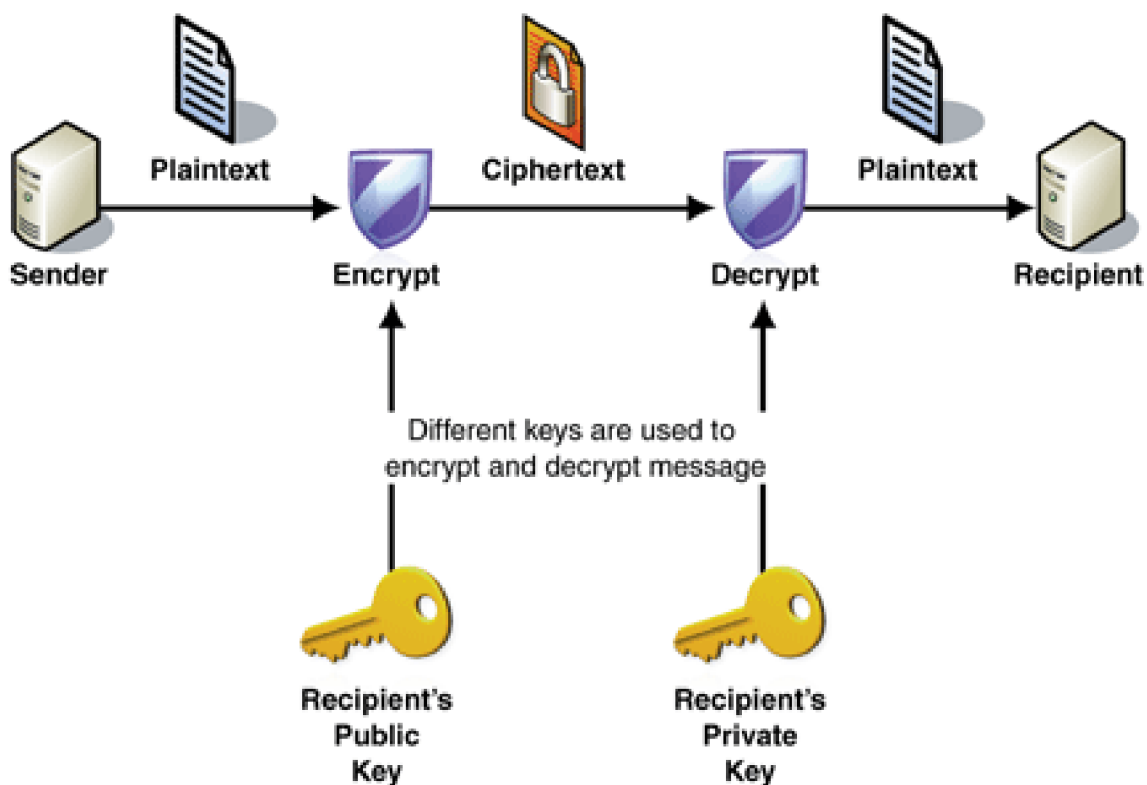 Plaintext
Ciphertext
Plaintext
Sender
Encrypt
Decrypt
Recipient
Different keys are used to
encrypt and decrypt message
Recipient's
Public
Key
Recipient's
Private
Key